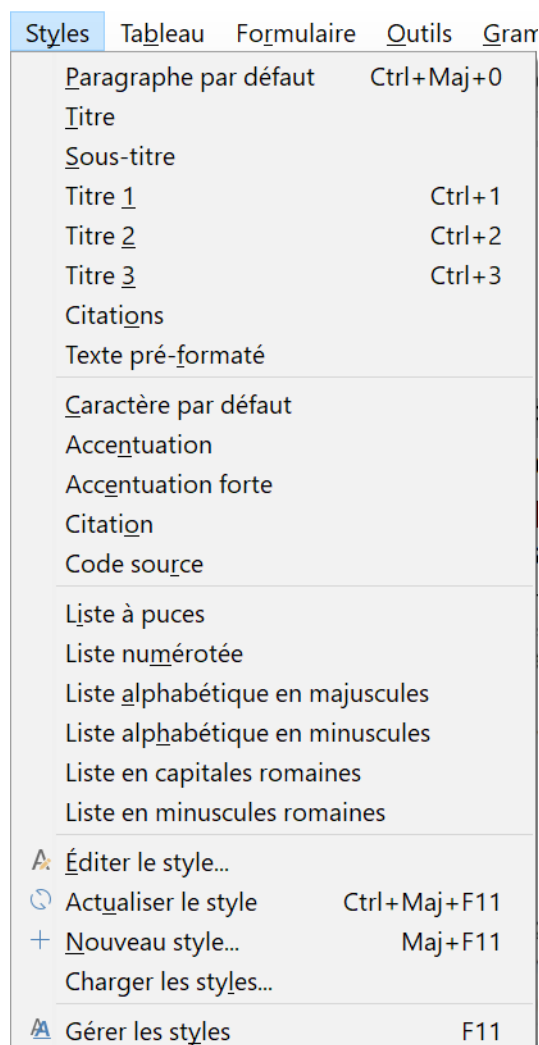 Styles Tableau Formulaire Outils Gram
Paragraphe par défaut Ctrl+Maj+0
Titre
Sous-titre
Titre 1 Ctrl+1
Titre 2 Ctrl+2
Titre 3 Ctrl+3
Citations
Texte pré-formaté
Caractère par défaut
Accentuation
Accentuation forte
Citation
Code source
Liste à puces
Liste numérotée
Liste alphabétique en majuscules
Liste alphabétique en minuscules
Liste en capitales romaines
Liste en minuscules romaines
Éditer le style...
Actualiser le style Ctrl+Maj+F11
Nouveau style... Maj+F11
Charger les styles...
Gérer les styles F11